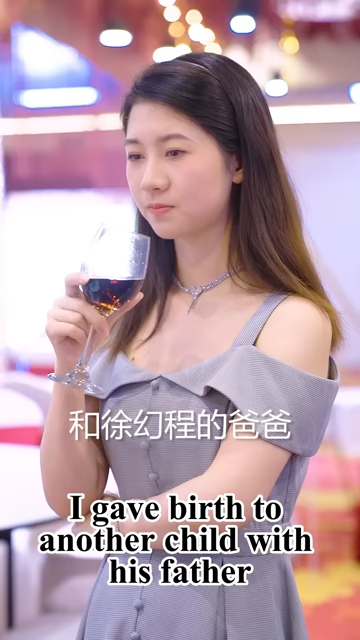 和徐幻程的爸爸
I gave birth to
another child with
his father